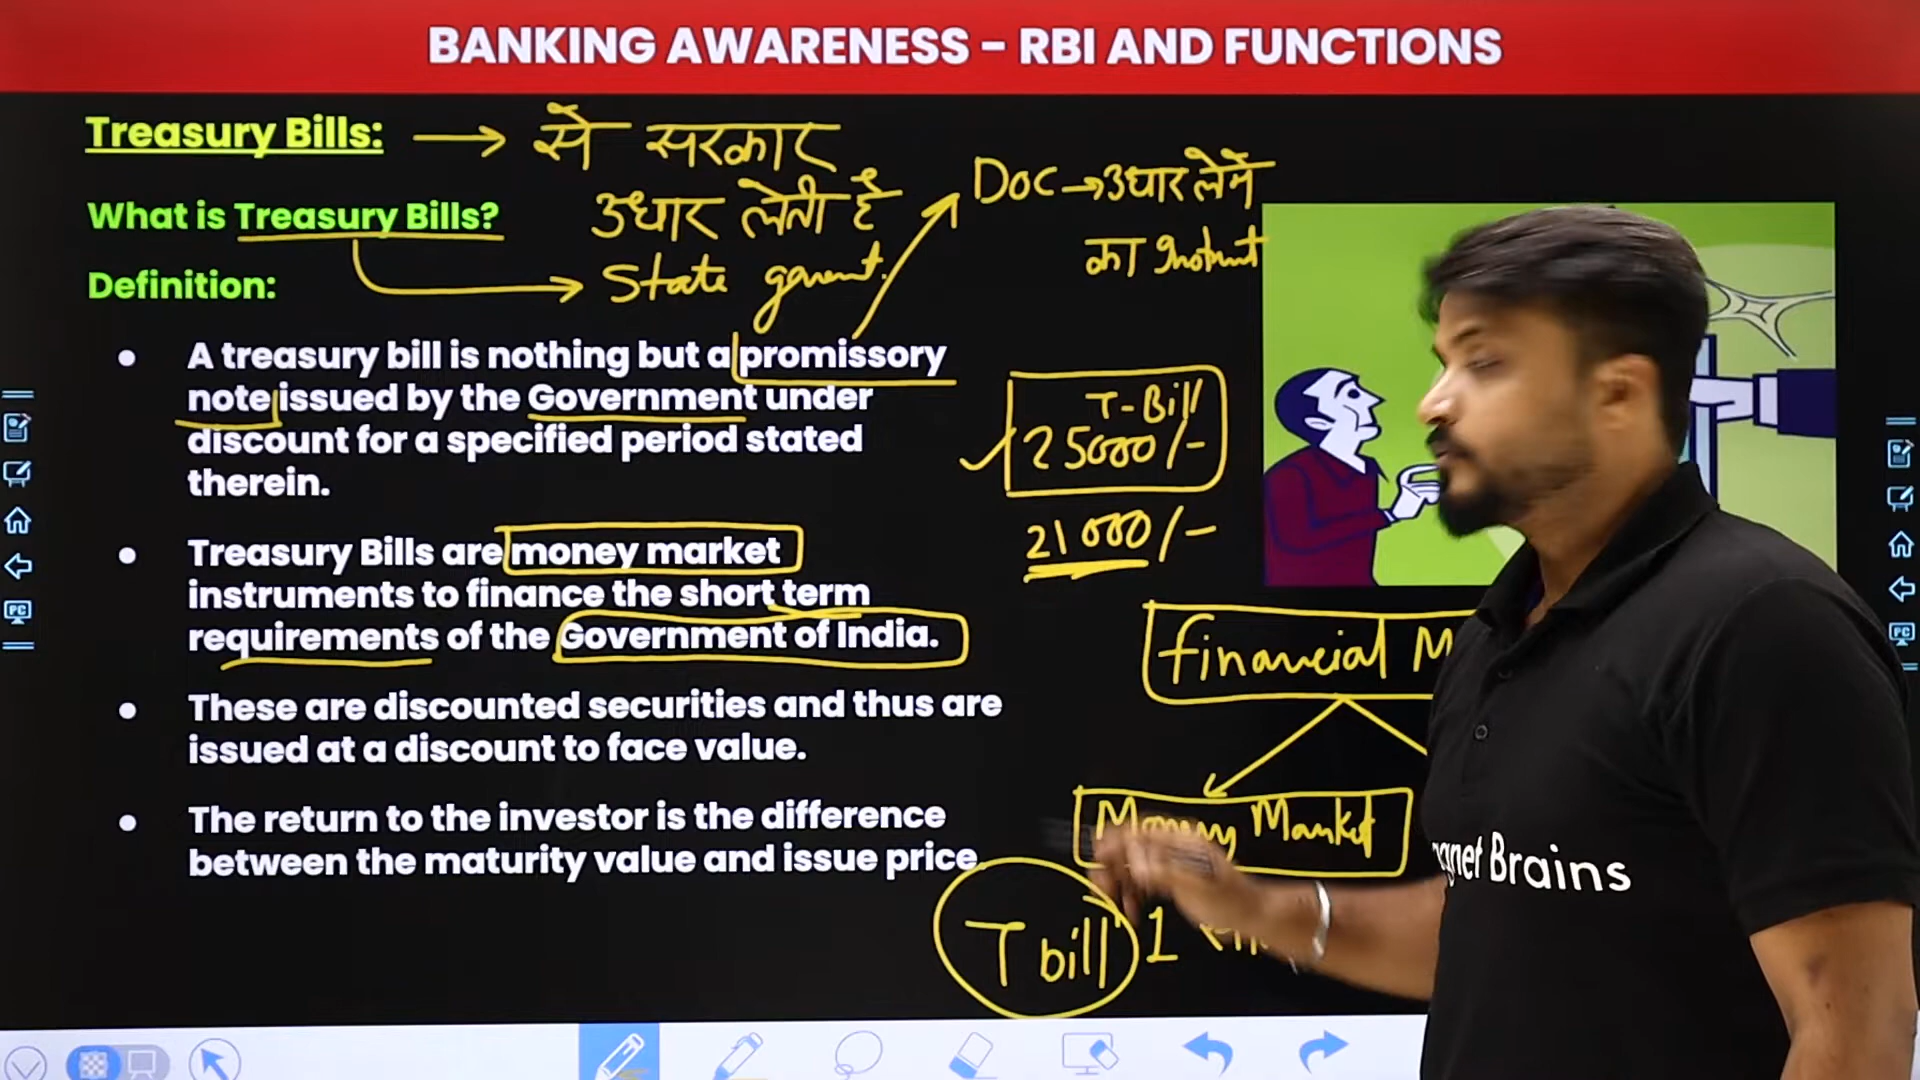 BANKING AWARENESS – RBI AND FUNCTIONS
Treasury Bills: → से सरकार
उधार लेती है
What is Treasury Bills?
State
Doc → उधार लेने
का
Definition:
• A treasury bill is nothing but a promissory
note issued by the Government under
discount for a specified period stated
therein.
T-Bill
25000/-
21000/-
• Treasury Bills are money market
instruments to finance the short term
requirements of the Government of India.
• These are discounted securities and thus are
issued at a discount to face value.
• The return to the investor is the difference
between the maturity value and issue price.
financial M
Money Market
T bill 1
gnet Brains
PC
PC